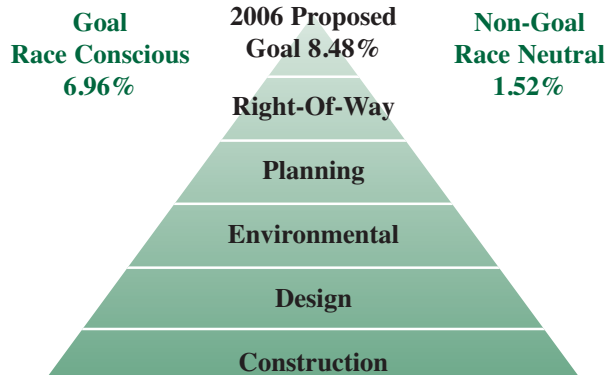 Goal
Race Conscious
6.96%
2006 Proposed
Goal 8.48%
Non-Goal
Race Neutral
1.52%
Right-Of-Way
Planning
Environmental
Design
Construction